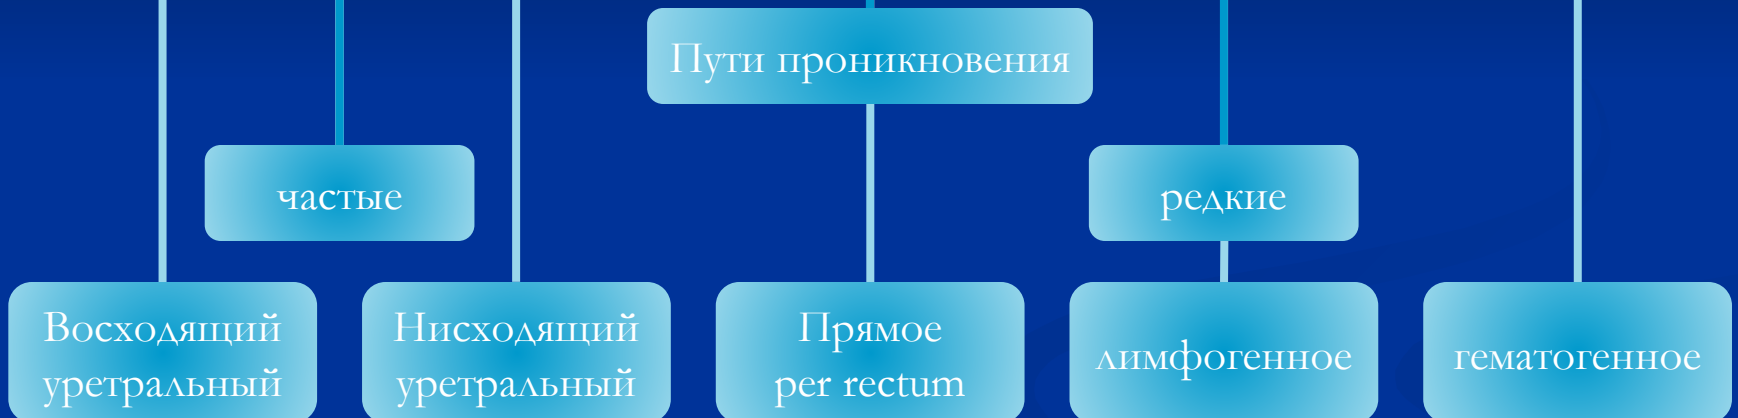 Пути проникновения
частые
редкие
Восходящий
уретральный
Нисходящий
уретральный
Прямое
per rectum
лимфогенное
гематогенное